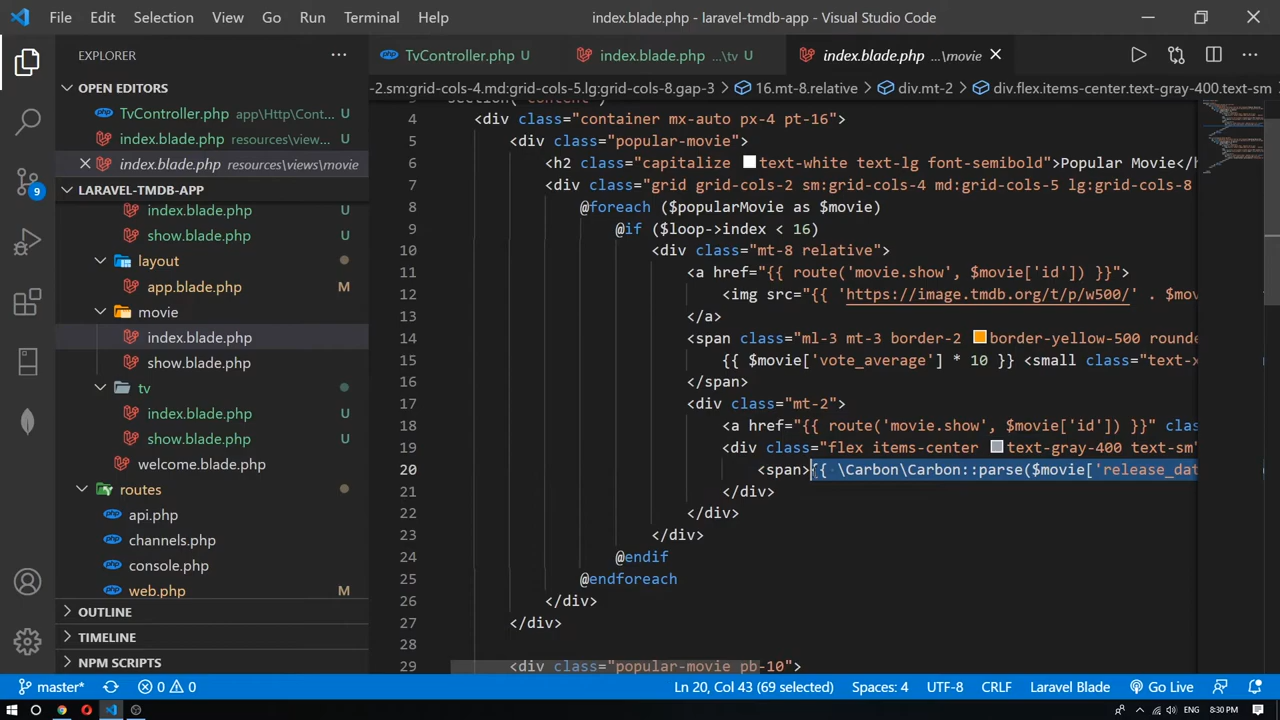 File Edit Selection View Go Run Terminal Help
index.blade.php - laravel-tmdb-app - Visual Studio Code
EXPLORER
TvController.php U
index.blade.php ...\tv U
index.blade.php ...\movie
OPEN EDITORS
TvController.php app\Http\Cont... U
index.blade.php resources\view... U
index.blade.php resources\views\movie
LARAVEL-TMDB-APP
index.blade.php U
show.blade.php U
layout
app.blade.php M
movie
index.blade.php
show.blade.php
tv
index.blade.php U
show.blade.php U
welcome.blade.php
routes
api.php
channels.php
console.php
web.php M
OUTLINE
TIMELINE
NPM SCRIPTS
9
-2.sm:grid-cols-4.md:grid-cols-5.lg:grid-cols-8.gap-3 > 16.mt-8.relative > div.mt-2 > div.flex.items-center.text-gray-400.text-sm
4 <div class="container mx-auto px-4 pt-16">
5 <div class="popular-movie">
6 <h2 class="capitalize text-white text-lg font-semibold">Popular Movie</h
7 <div class="grid grid-cols-2 sm:grid-cols-4 md:grid-cols-5 lg:grid-cols-8
8 @foreach ($popularMovie as $movie)
9 @if ($loop->index < 16)
10 <div class="mt-8 relative">
11 <a href="{{ route('movie.show', $movie['id']) }}">
12 <img src="{{ 'https://image.tmdb.org/t/p/w500/' . $mov
13 </a>
14 <span class="ml-3 mt-3 border-2 border-yellow-500 rounde
15 {{ $movie['vote_average'] * 10 }} <small class="text-x
16 </span>
17 <div class="mt-2">
18 <a href="{{ route('movie.show', $movie['id']) }}" clas
19 <div class="flex items-center text-gray-400 text-sm"
20 <span>{{ \Carbon\Carbon::parse($movie['release_dat
21 </div>
22 </div>
23 </div>
24 @endif
25 @endforeach
26 </div>
27 </div>
28
29 <div class="popular-movie pb-10">
master* 0 0 Ln 20, Col 43 (69 selected) Spaces: 4 UTF-8 CRLF Laravel Blade Go Live
ENG 8:30 PM